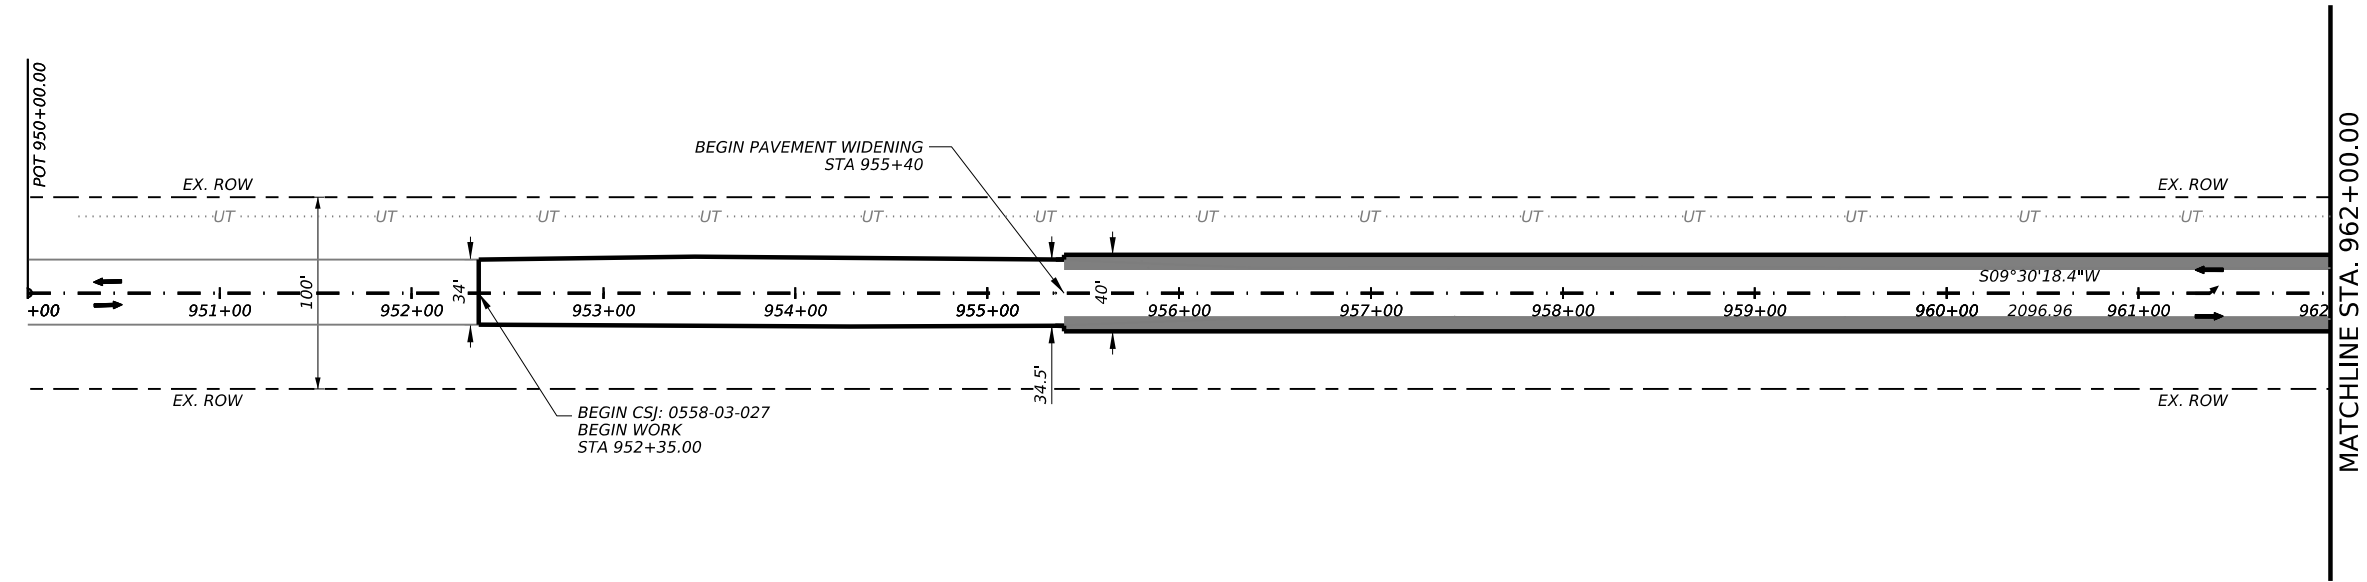 POT 950+00.00
BEGIN PAVEMENT WIDENING
STA 955+40
EX. ROW
EX. ROW
UT UT UT UT UT UT UT UT UT UT UT UT UT
100'
34'
40'
S09°30'18.4"W
+00 951+00 952+00 953+00 954+00 955+00 956+00 957+00 958+00 959+00 960+00 2096.96 961+00 962
34.5'
EX. ROW
EX. ROW
BEGIN CSJ: 0558-03-027
BEGIN WORK
STA 952+35.00
MATCHLINE STA. 962+00.00